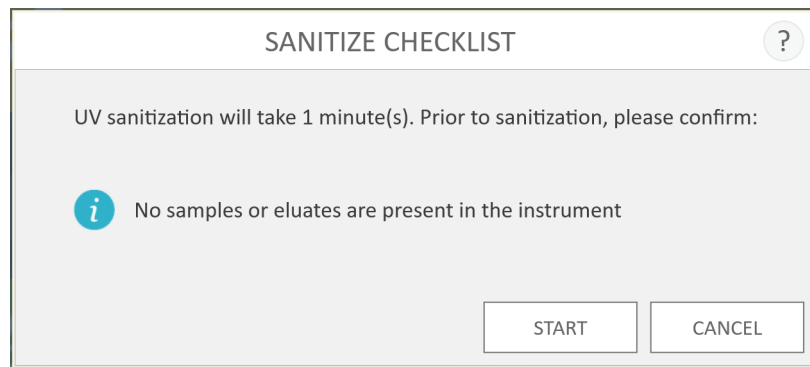 SANITIZE CHECKLIST
?
UV sanitization will take 1 minute(s). Prior to sanitization, please confirm:
i
No samples or eluates are present in the instrument
START
CANCEL